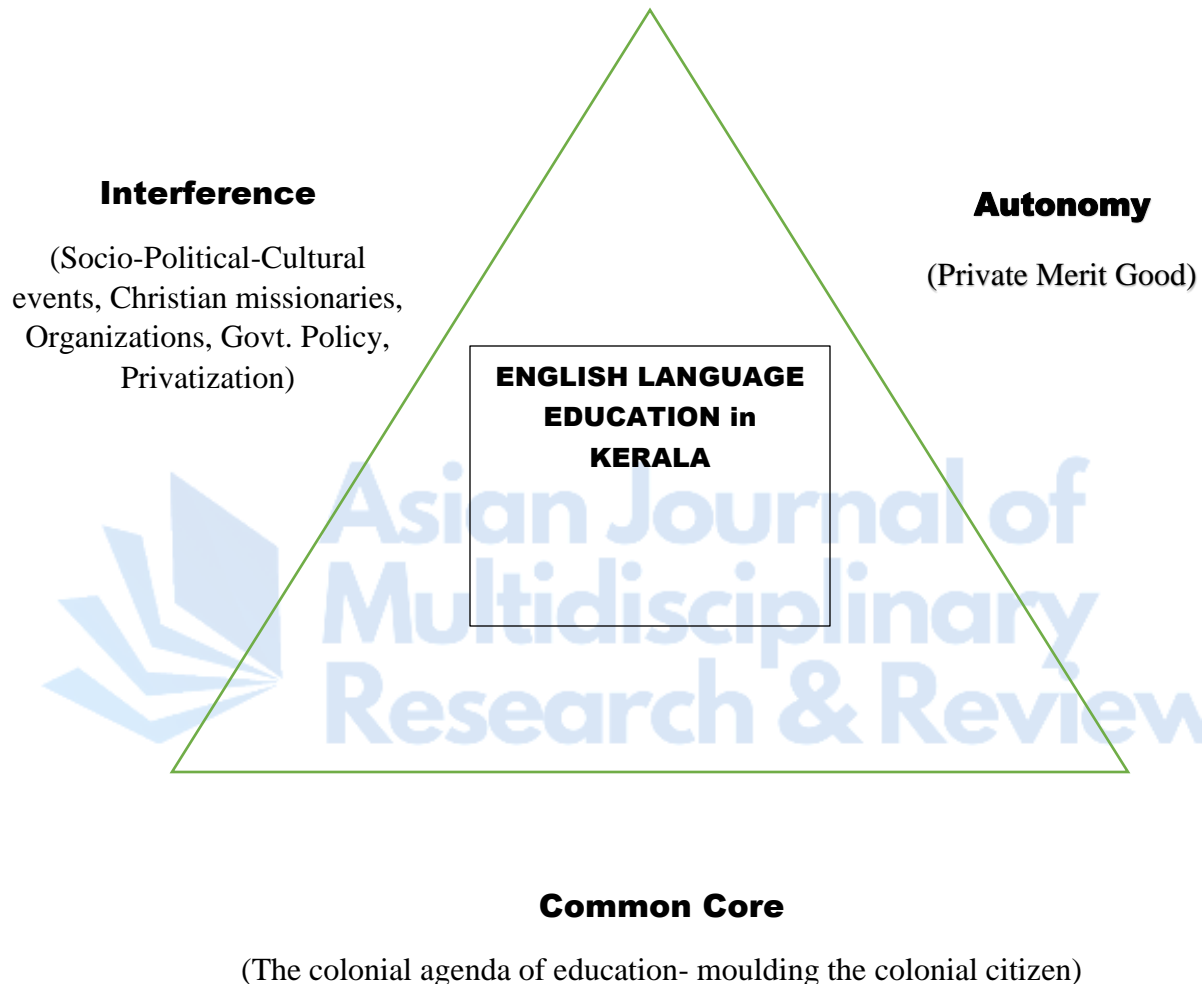 Interference
(Socio-Political-Cultural
events, Christian missionaries,
Organizations, Govt. Policy,
Privatization)
Autonomy
(Private Merit Good)
ENGLISH LANGUAGE
EDUCATION in
KERALA
Asian Journal of
Multidisciplinary
Research & Review
Common Core
(The colonial agenda of education- moulding the colonial citizen)